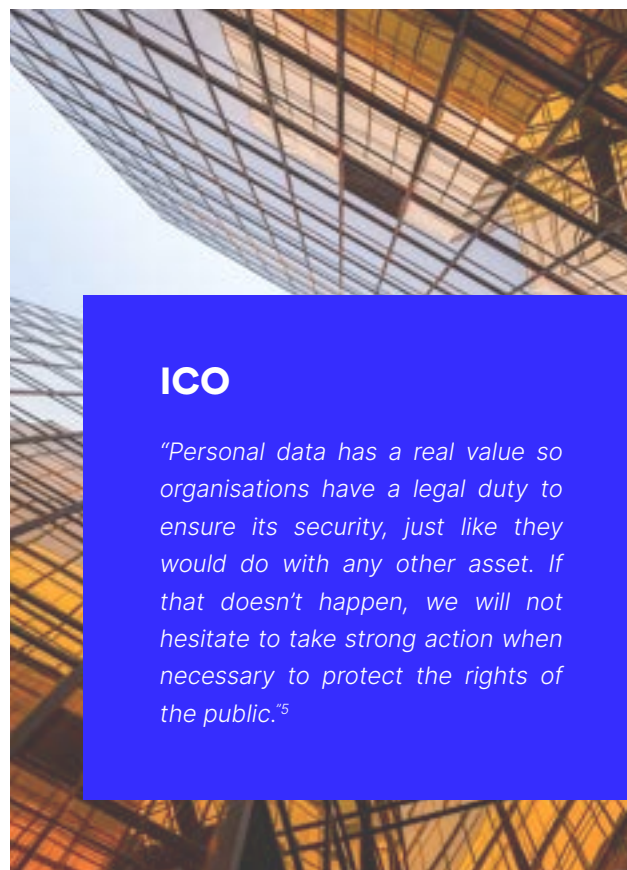 ICO
“Personal data has a real value so
organisations have a legal duty to
ensure its security, just like they
would do with any other asset. If
that doesn’t happen, we will not
hesitate to take strong action when
necessary to protect the rights of
the public.“5